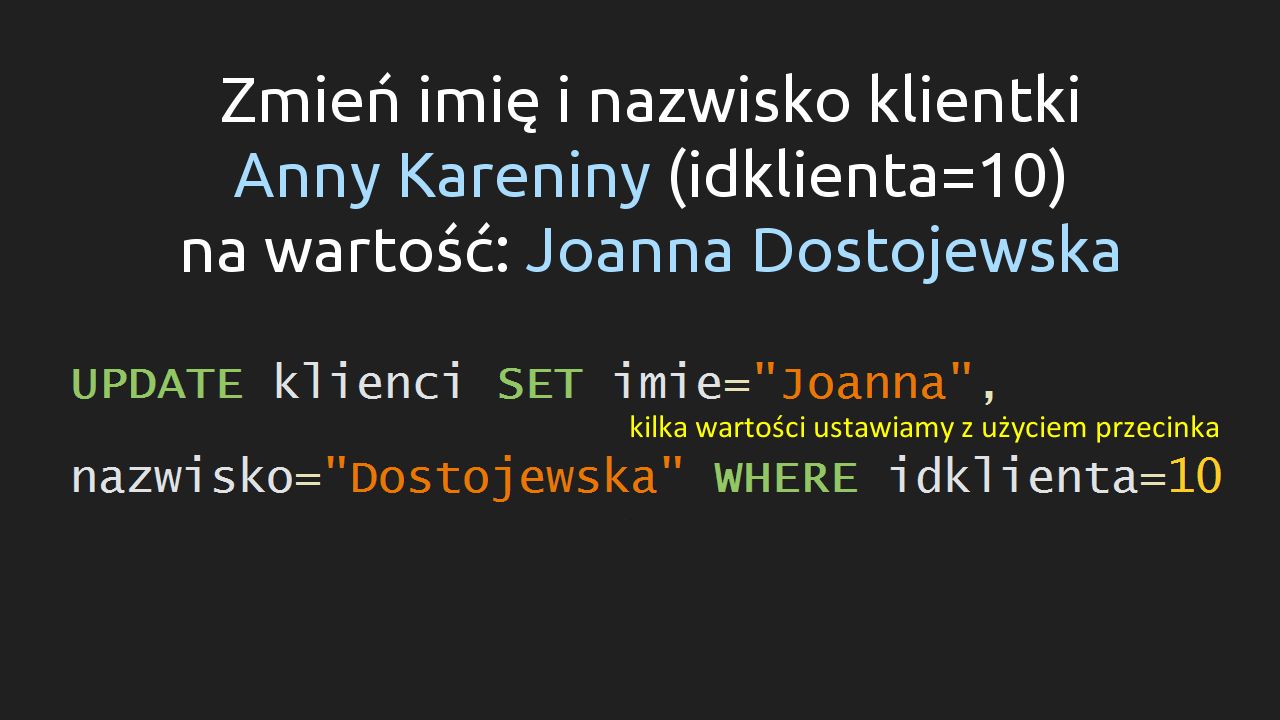 Zmień imię i nazwisko klientki
Anny Kareniny (idklienta=10)
na wartość: Joanna Dostojewska
UPDATE klienci SET imie="Joanna",
kilka wartości ustawiamy z użyciem przecinka
nazwisko="Dostojewska" WHERE idklienta=10